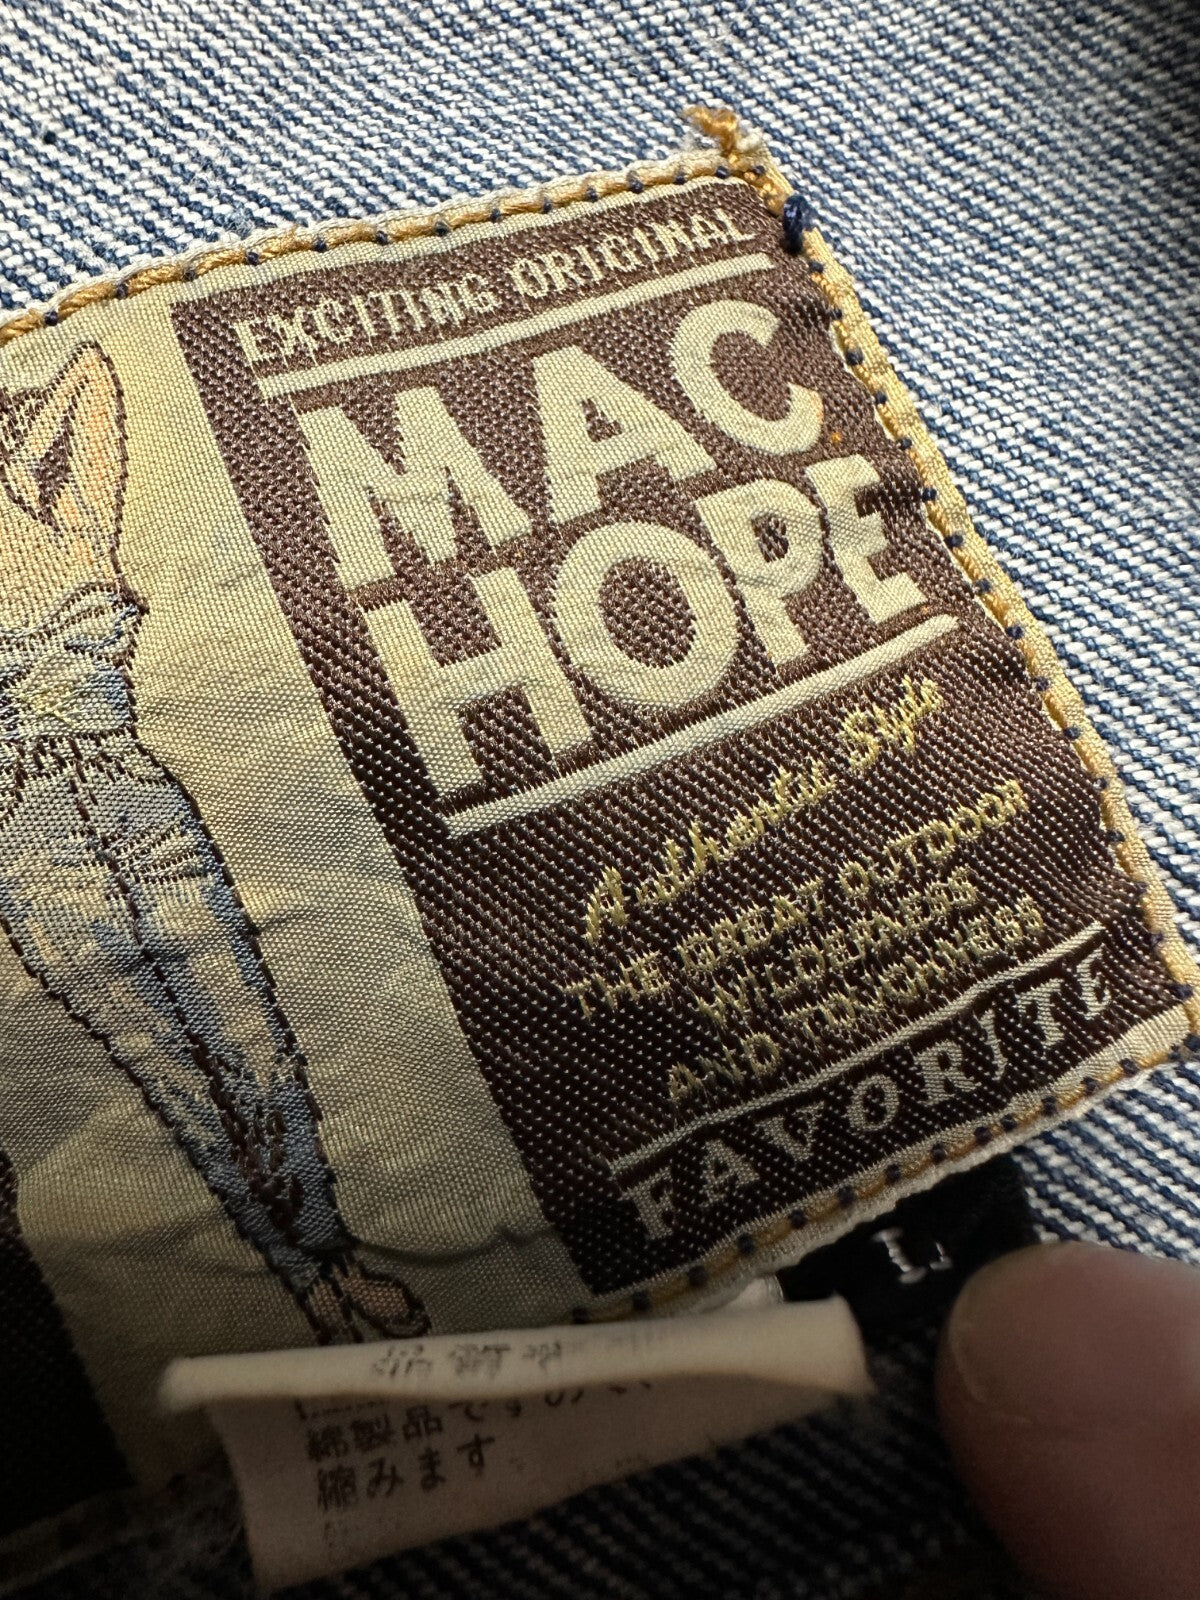 EXCITING ORIGINAL
MAC
HOPE
Authentic Style
THE GREAT OUTDOOR
WILDERNESS
AND TOUGHNESS
FAVORITE
L
綿製品ですので
縮みます